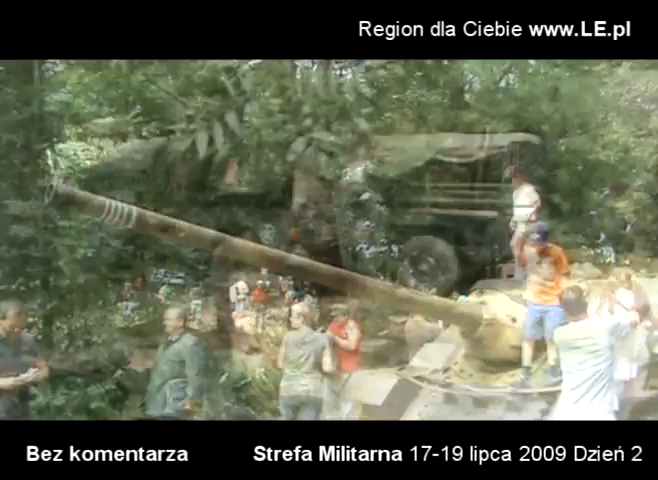 Region dla Ciebie www.LE.pl
Bez komentarza
Strefa Militarna 17-19 lipca 2009 Dzień 2